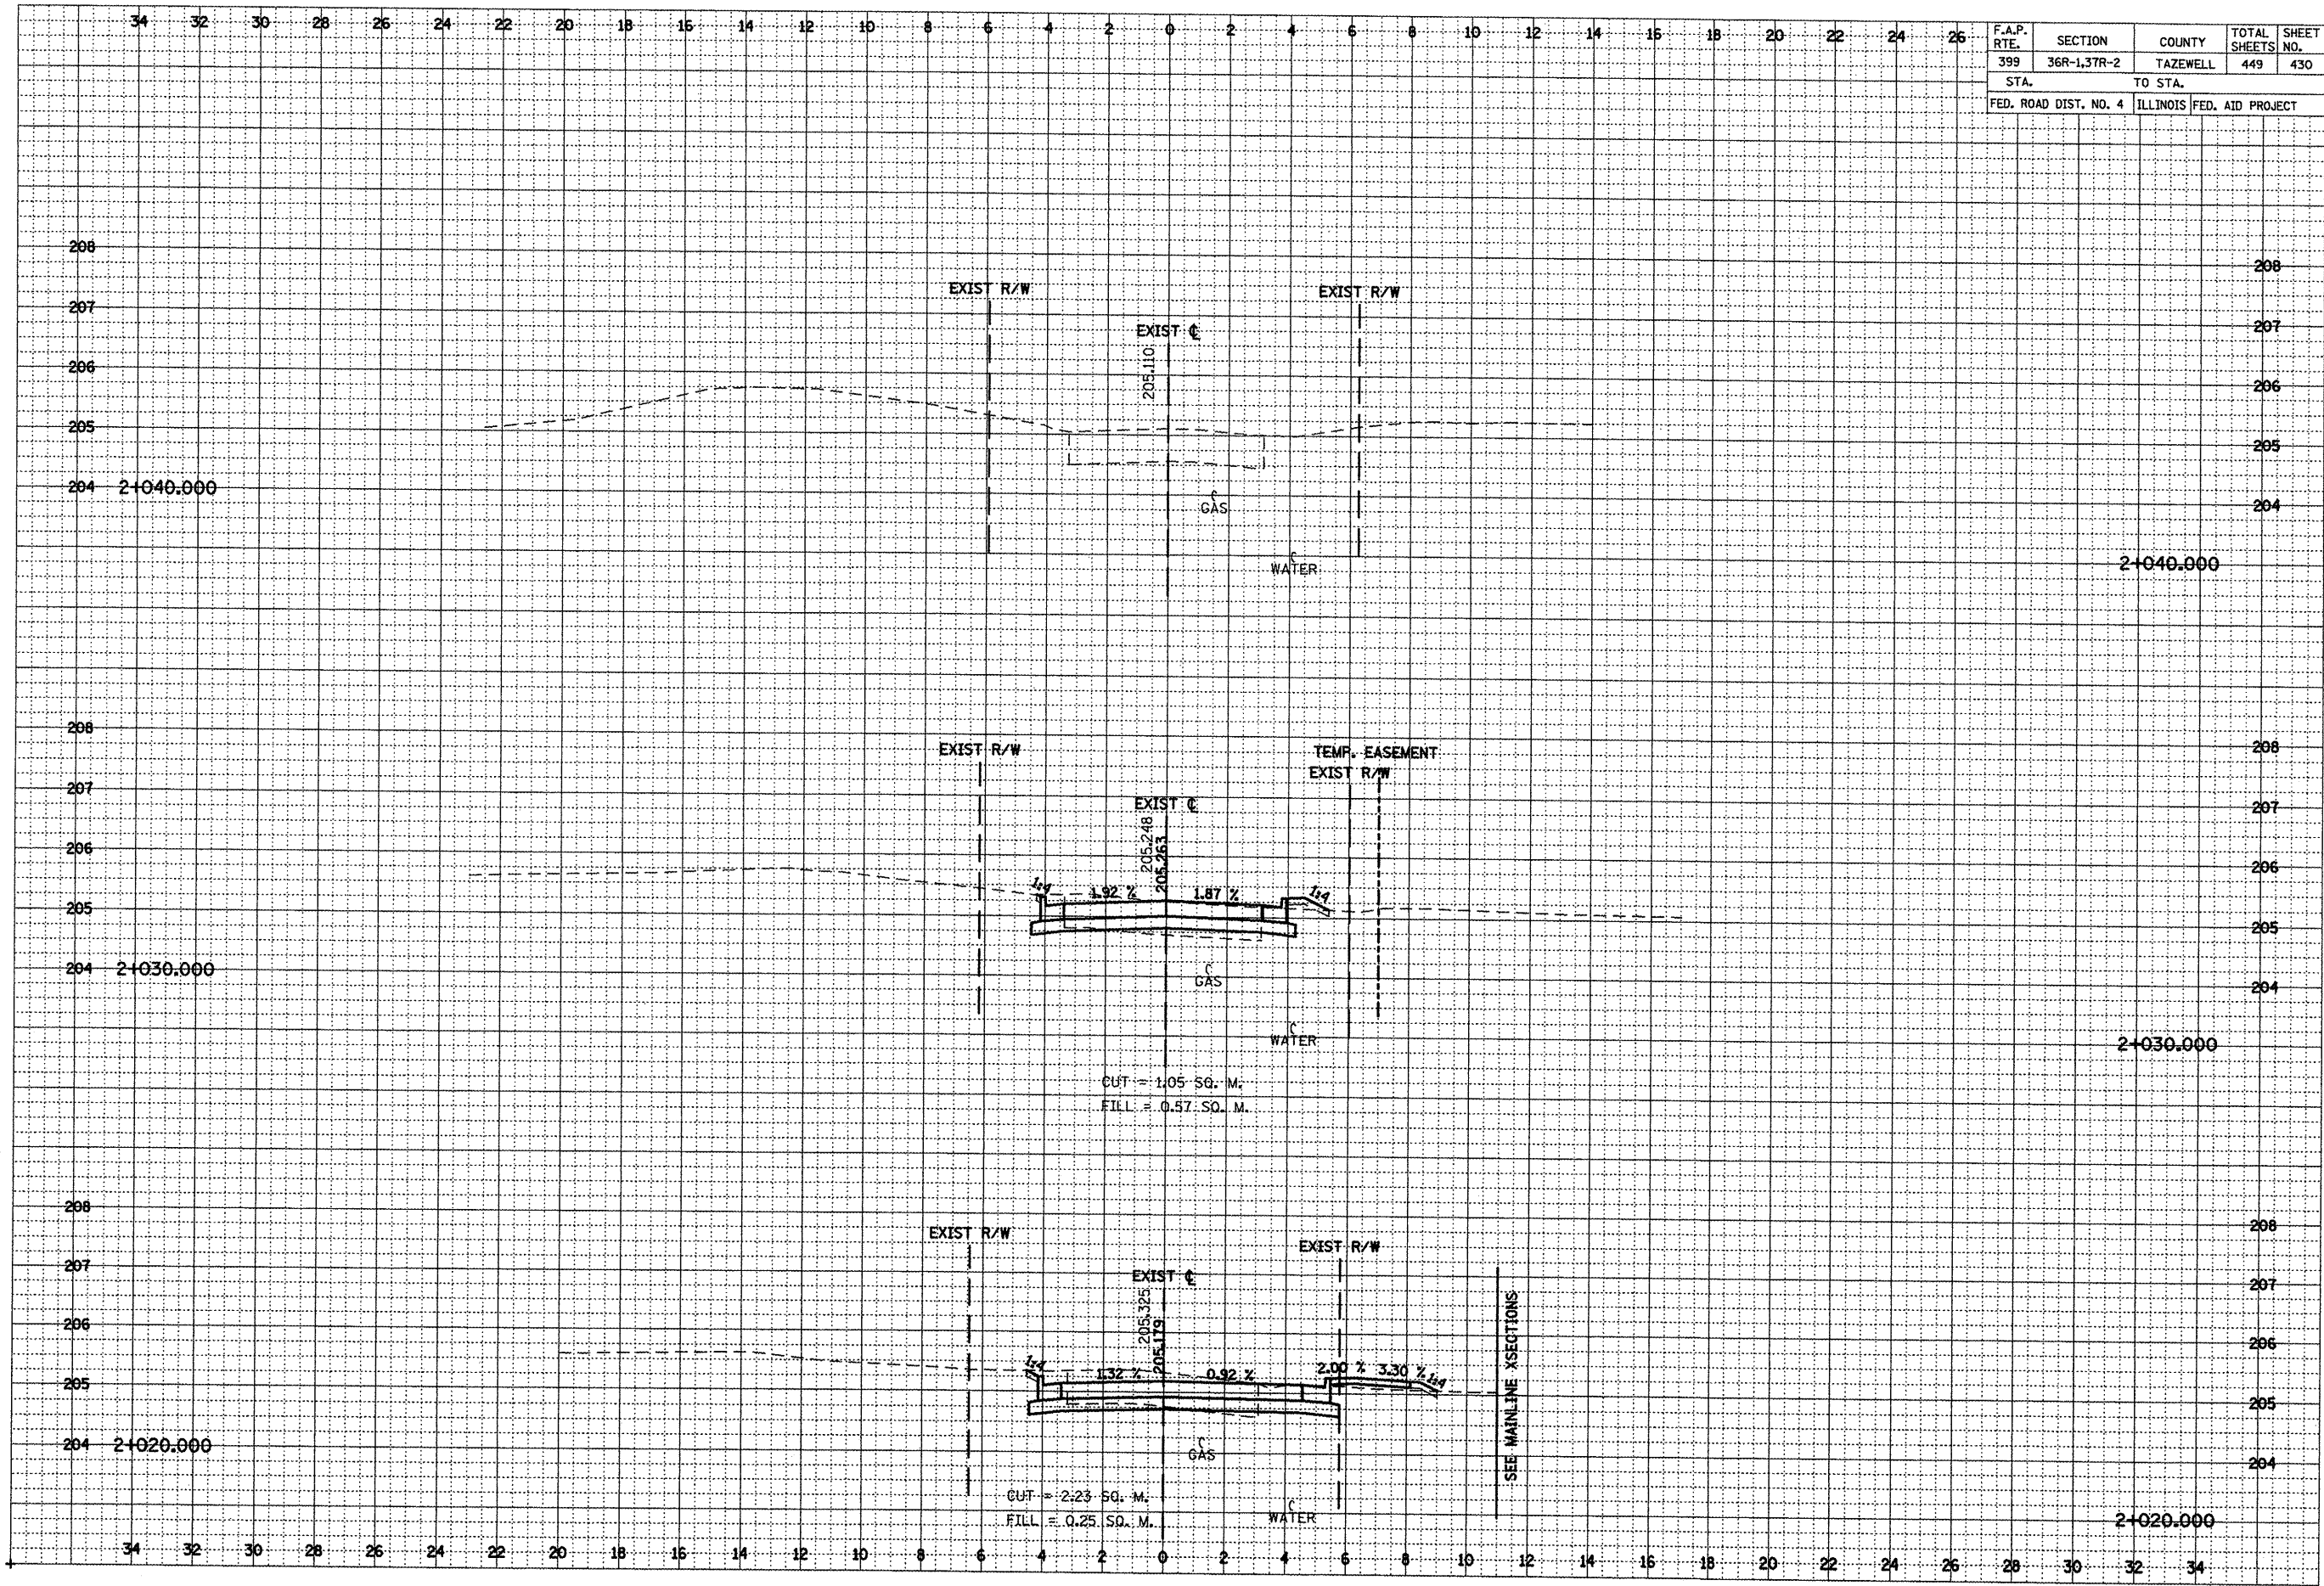 34 32 30 28 26 24 22 20 18 16 14 12 10 8 6 4 2 0 2 4 6 8 10 12 14 16 18 20 22 24 26
F.A.P. RTE. SECTION COUNTY TOTAL SHEETS SHEET NO.
399 36R-1,37R-2 TAZEWELL 449 430
STA. TO STA.
FED. ROAD DIST. NO. 4 ILLINOIS FED. AID PROJECT
208 208
EXIST R/W EXIST R/W
207 207
EXIST ℄
205.110
206 206
205 205
204 2+040.000 204
GAS
WATER
2+040.000
208 208
EXIST R/W TEMP. EASEMENT
EXIST R/W
207 207
EXIST ℄
205.248
205.263
206 206
1:4 1.92 % 1.87 % 1:4
205 205
204 2+030.000 204
GAS
WATER
2+030.000
CUT = 1.05 SQ. M.
FILL = 0.57 SQ. M.
208 208
EXIST R/W EXIST R/W
207 207
EXIST ℄
205.325
205.179
SEE MAINLINE XSECTIONS
206 206
1:4 1.32 % 0.92 % 2.00 % 3.30 % 1:4
205 205
204 2+020.000 204
GAS
CUT = 2.23 SQ. M.
FILL = 0.25 SQ. M.
WATER
2+020.000
34 32 30 28 26 24 22 20 18 16 14 12 10 8 6 4 2 0 2 4 6 8 10 12 14 16 18 20 22 24 26 28 30 32 34